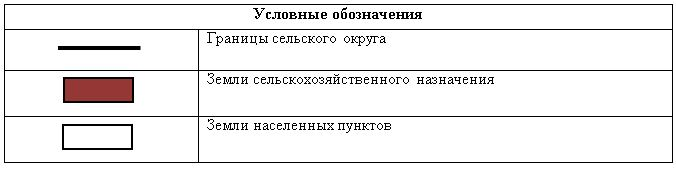 Условные обозначения
Границы сельского округа
Земли сельскохозяйственного назначения
Земли населенных пунктов